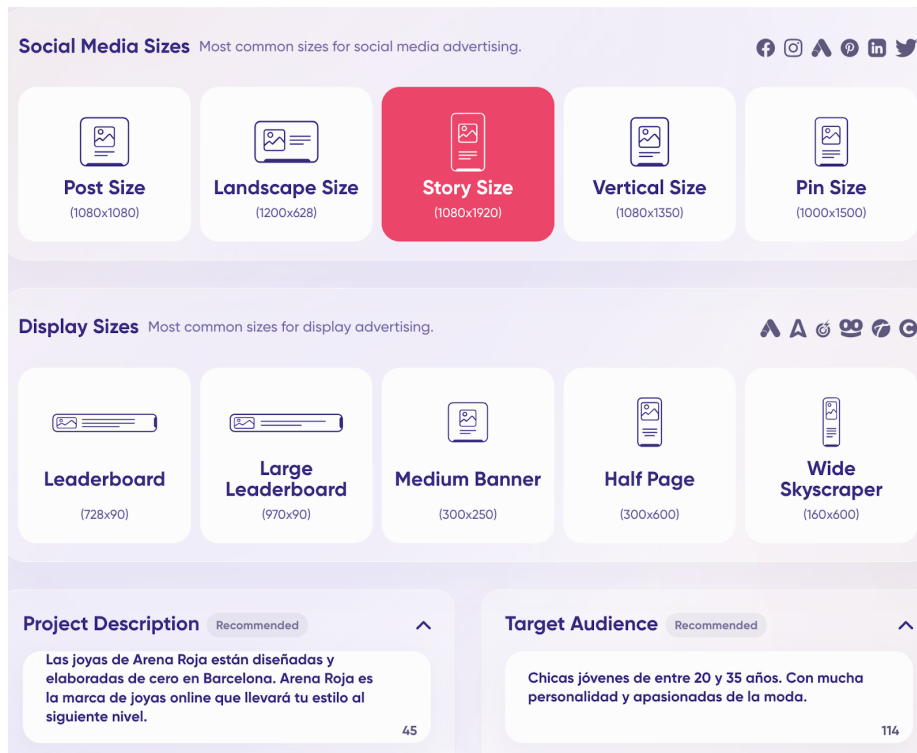 Social Media Sizes Most common sizes for social media advertising.
Post Size
(1080x1080)
Landscape Size
(1200x628)
Story Size
(1080x1920)
Vertical Size
(1080x1350)
Pin Size
(1000x1500)
Display Sizes Most common sizes for display advertising.
Leaderboard
(728x90)
Large
Leaderboard
(970x90)
Medium Banner
(300x250)
Half Page
(300x600)
Wide
Skyscraper
(160x600)
Project Description Recommended
Las joyas de Arena Roja están diseñadas y
elaboradas de cero en Barcelona. Arena Roja es
la marca de joyas online que llevará tu estilo al
siguiente nivel.
45
Target Audience Recommended
Chicas jóvenes de entre 20 y 35 años. Con mucha
personalidad y apasionadas de la moda.
114